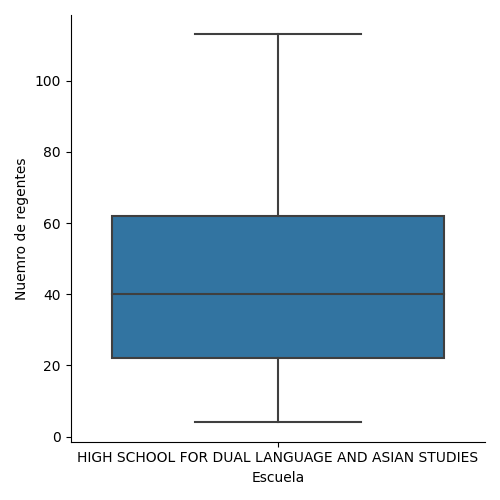 Nuemro de regentes
100
80
60
40
20
0
HIGH SCHOOL FOR DUAL LANGUAGE AND ASIAN STUDIES
Escuela